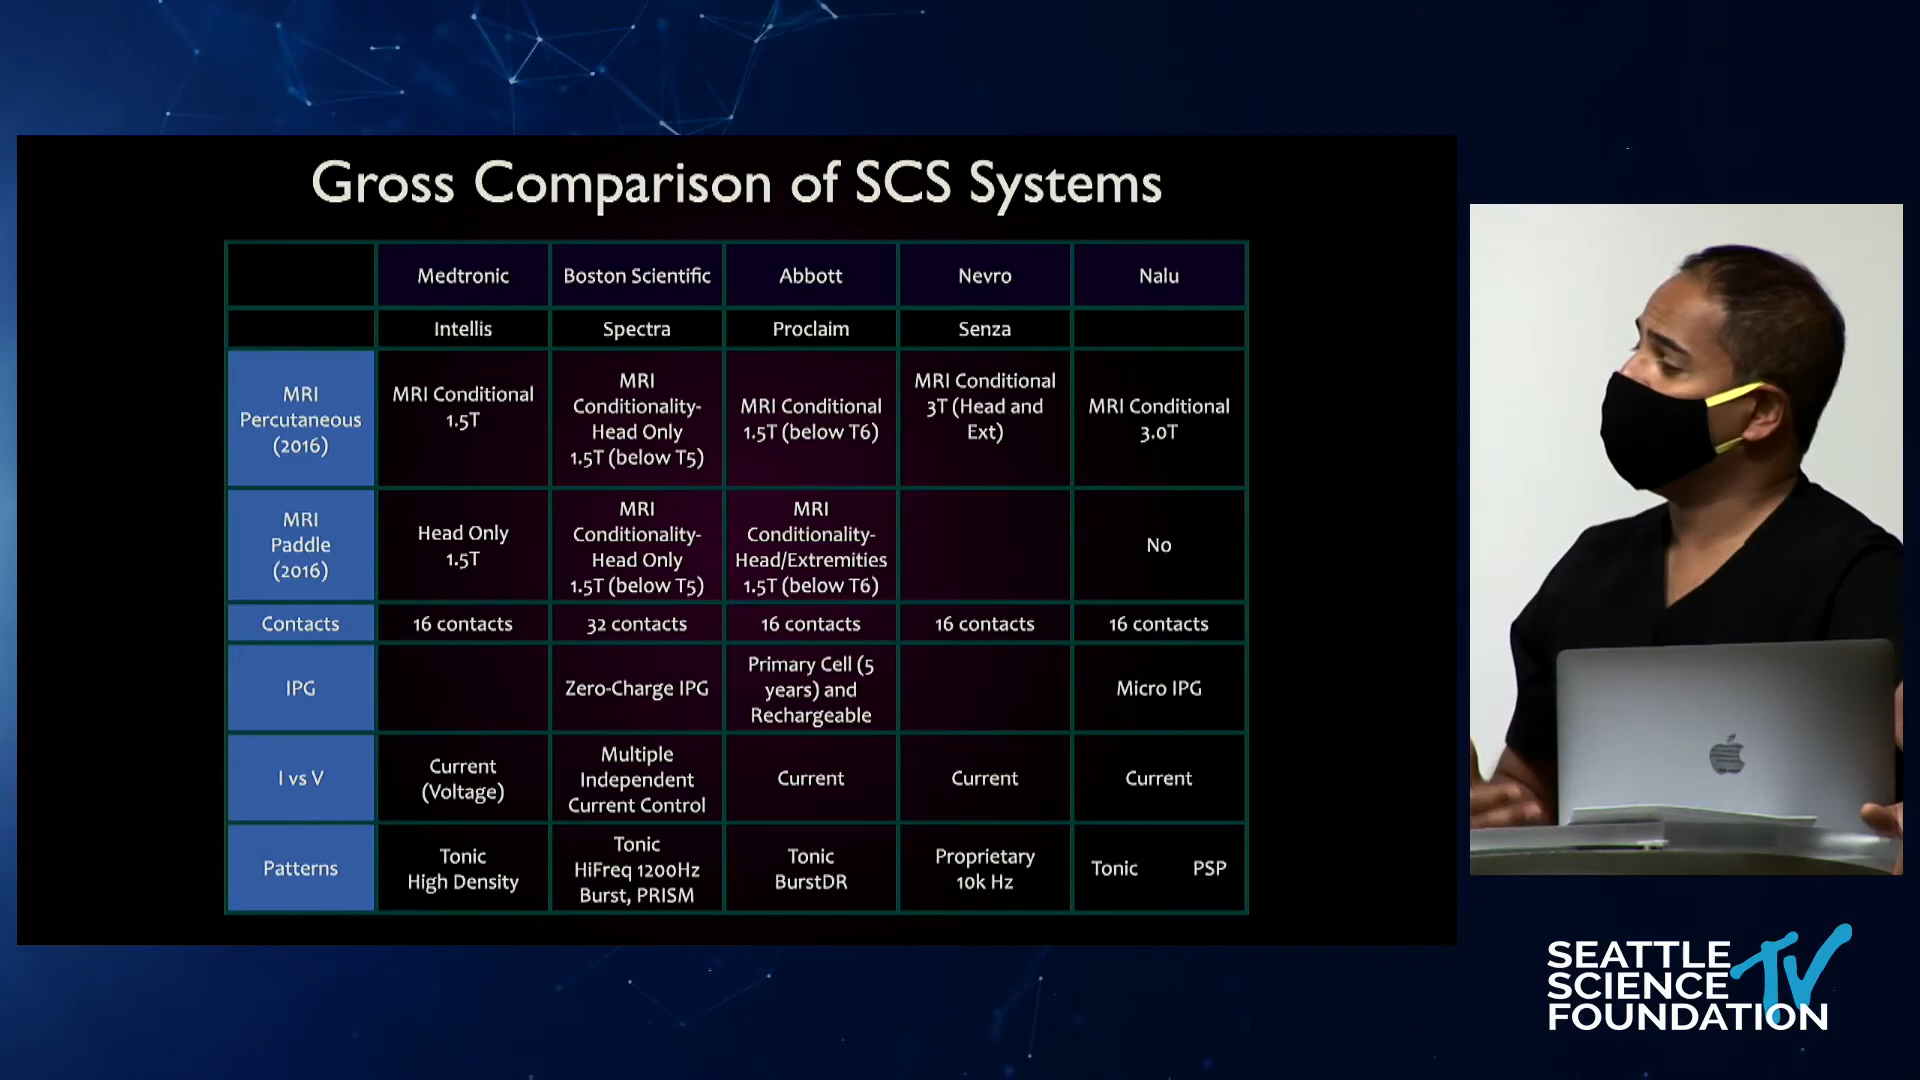 Gross Comparison of SCS Systems
Medtronic
Boston Scientific
Abbott
Nevro
Nalu
Intellis
Spectra
Proclaim
Senza
MRI
Percutaneous
(2016)
MRI Conditional
1.5T
MRI
Conditionality-
Head Only
1.5T (below T5)
MRI Conditional
1.5T (below T6)
MRI Conditional
3T (Head and
Ext)
MRI Conditional
3.0T
MRI
Paddle
(2016)
Head Only
1.5T
MRI
Conditionality-
Head Only
1.5T (below T5)
MRI
Conditionality-
Head/Extremities
1.5T (below T6)
No
Contacts
16 contacts
32 contacts
16 contacts
16 contacts
16 contacts
IPG
Zero-Charge IPG
Primary Cell (5
years) and
Rechargeable
Micro IPG
I vs V
Current
(Voltage)
Multiple
Independent
Current Control
Current
Current
Current
Patterns
Tonic
High Density
Tonic
HiFreq 1200Hz
Burst, PRISM
Tonic
BurstDR
Proprietary
10k Hz
Tonic PSP
SEATTLE
SCIENCE TV
FOUNDATION